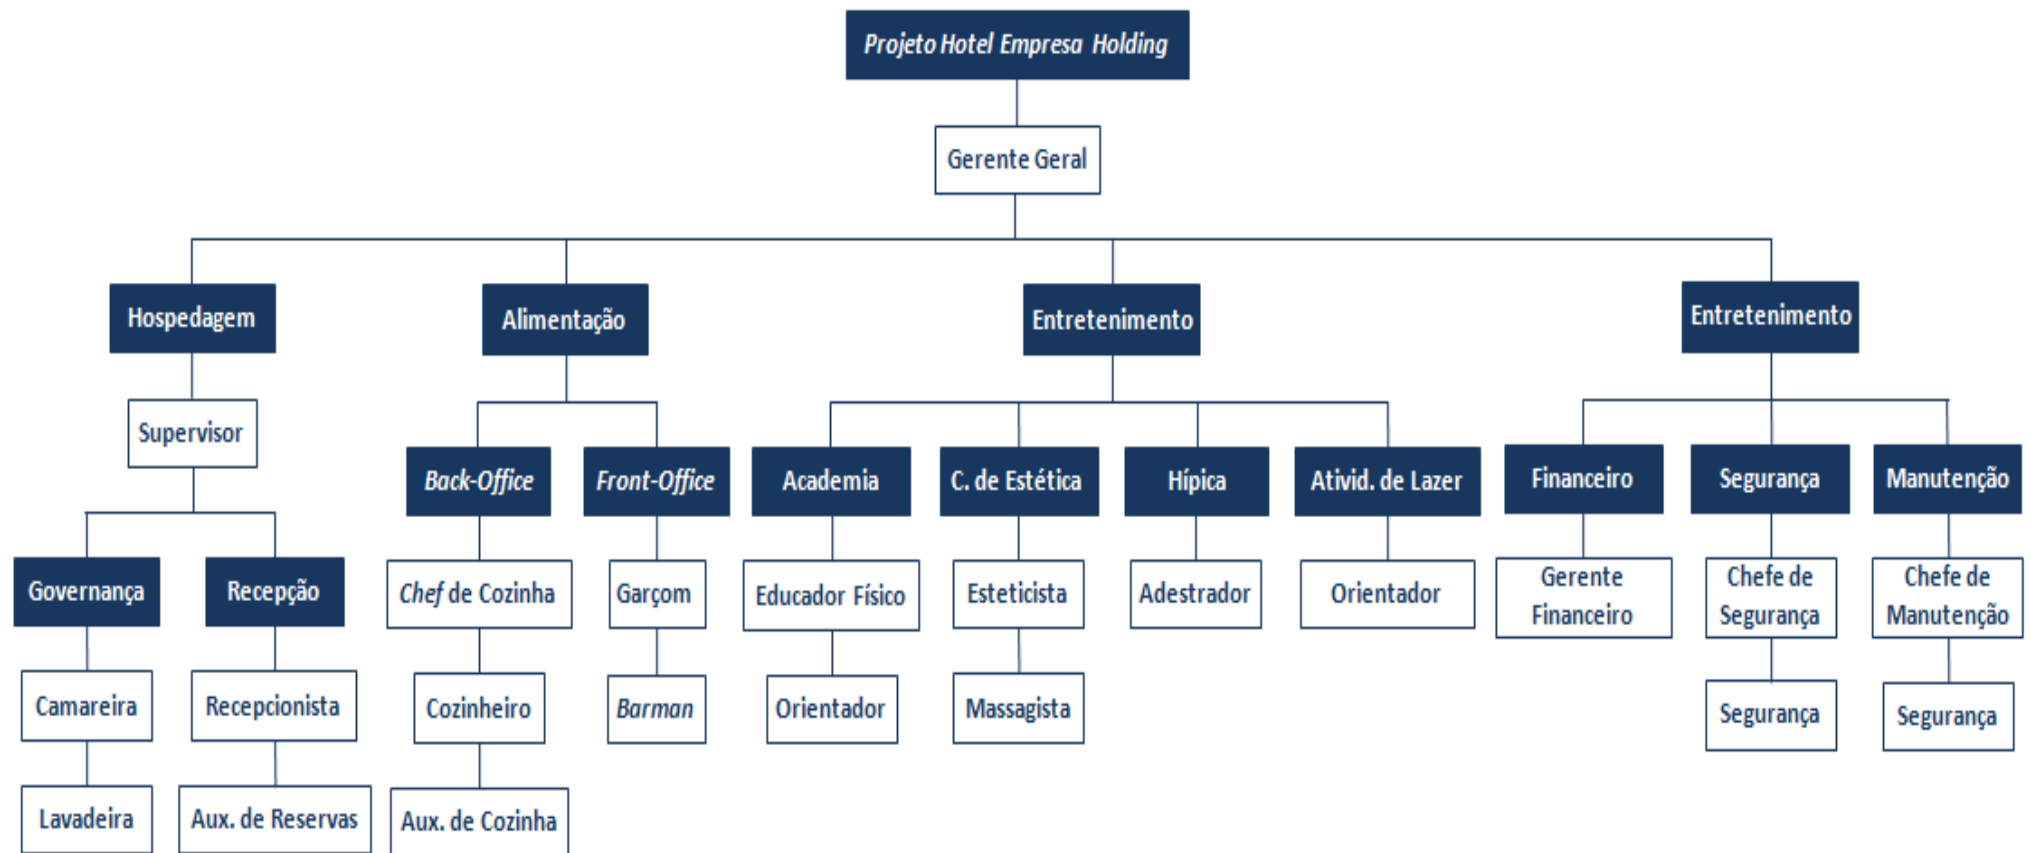 Projeto Hotel Empresa Holding
Gerente Geral
Hospedagem
Alimentação
Entretenimento
Entretenimento
Supervisor
Back-Office
Front-Office
Academia
C. de Estética
Hípica
Ativid. de Lazer
Financeiro
Segurança
Manutenção
Governança
Recepção
Chef de Cozinha
Garçom
Educador Físico
Esteticista
Adestrador
Orientador
Gerente
Financeiro
Chefe de
Segurança
Chefe de
Manutenção
Camareira
Recepcionista
Cozinheiro
Barman
Orientador
Massagista
Segurança
Segurança
Lavadeira
Aux. de Reservas
Aux. de Cozinha